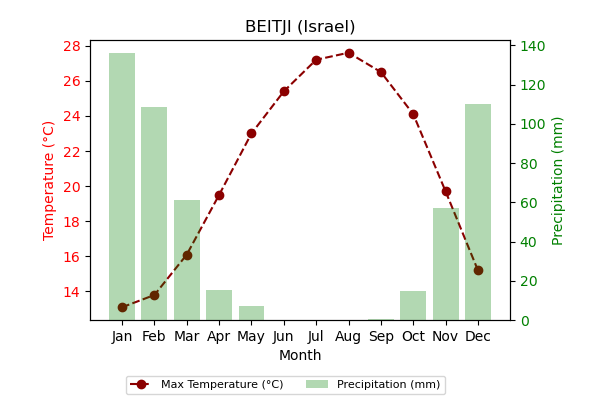 BEITJI (Israel)
Temperature (°C)
28
26
24
22
20
18
16
14
140
120
100
80
60
40
20
0
Precipitation (mm)
Jan Feb Mar Apr May Jun Jul Aug Sep Oct Nov Dec
Month
Max Temperature (°C) Precipitation (mm)